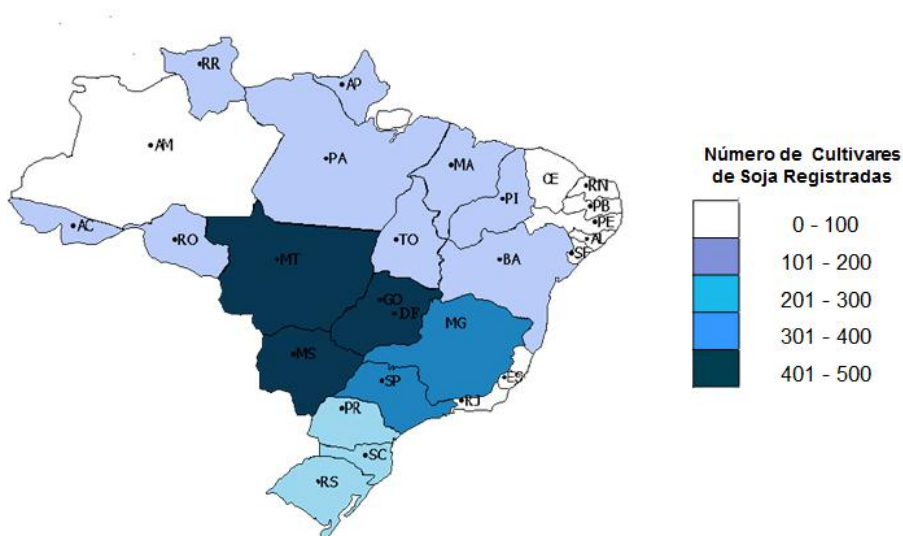 RR
AP
AM
PA
MA
CE
RN
PB
PI
PE
AC
AL
RO
TO
SE
MT
BA
GO
DF
MG
MS
SP
ES
RJ
PR
SC
RS
Número de Cultivares
de Soja Registradas
0 - 100
101 - 200
201 - 300
301 - 400
401 - 500